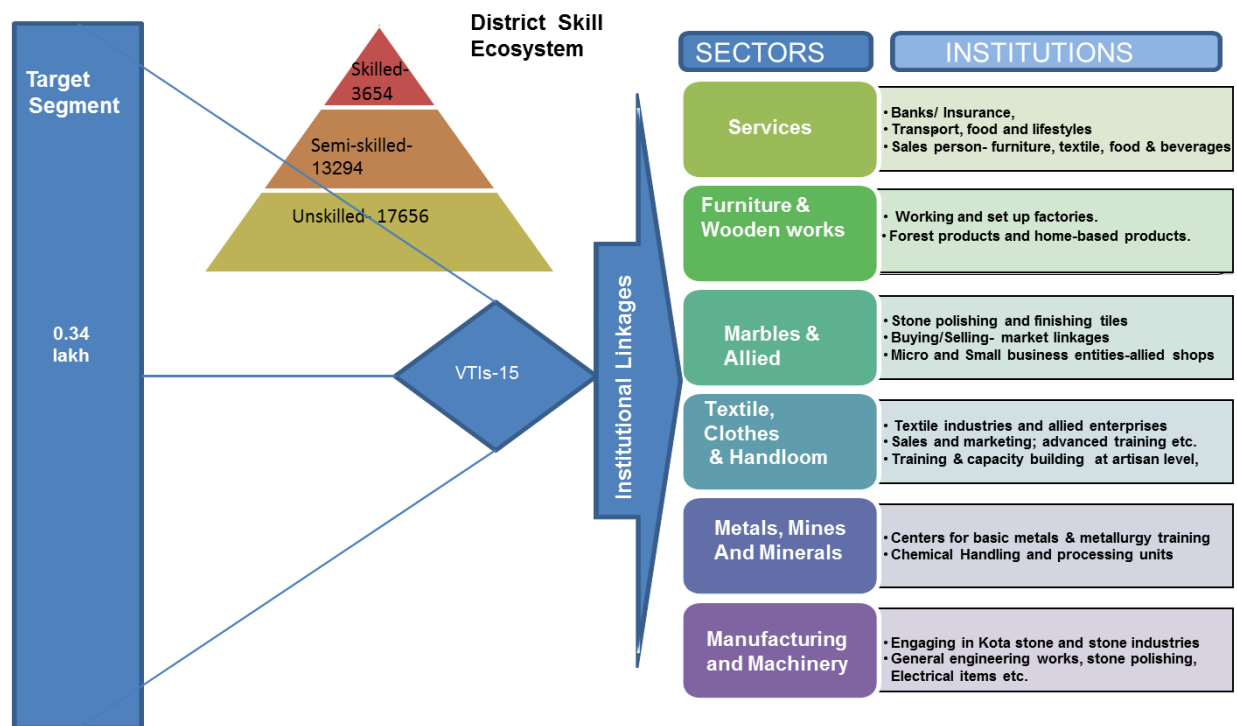 District Skill
Ecosystem
Target
Segment
0.34
lakh
Skilled-
3654
Semi-skilled-
13294
Unskilled- 17656
VTIs-15
Institutional Linkages
SECTORS
INSTITUTIONS
Services
• Banks/ Insurance,
• Transport, food and lifestyles
• Sales person- furniture, textile, food & beverages
Furniture &
Wooden works
• Working and set up factories.
• Forest products and home-based products.
Marbles &
Allied
• Stone polishing and finishing tiles
• Buying/Selling- market linkages
• Micro and Small business entities-allied shops
Textile,
Clothes
& Handloom
• Textile industries and allied enterprises
• Sales and marketing; advanced training etc.
• Training & capacity building at artisan level,
Metals, Mines
And Minerals
• Centers for basic metals & metallurgy training
• Chemical Handling and processing units
Manufacturing
and Machinery
• Engaging in Kota stone and stone industries
• General engineering works, stone polishing,
Electrical items etc.